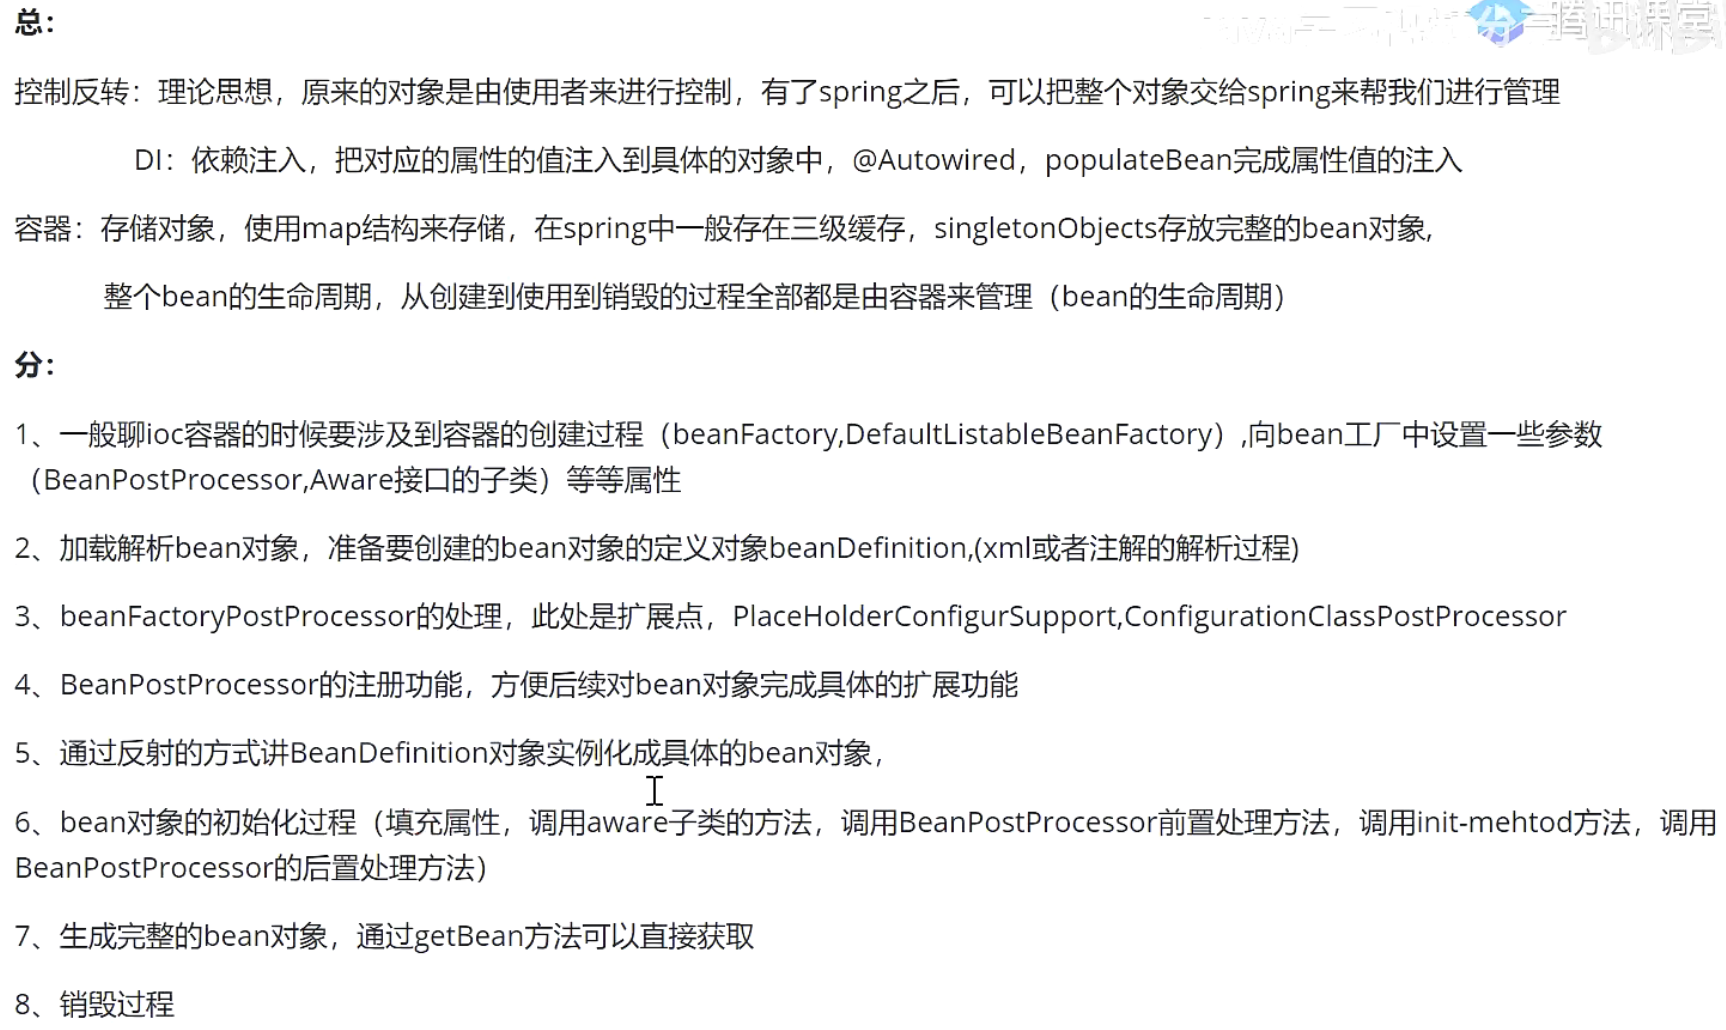 总：
控制反转：理论思想，原来的对象是由使用者来进行控制，有了spring之后，可以把整个对象交给spring来帮我们进行管理
DI：依赖注入，把对应的属性的值注入到具体的对象中，@Autowired，populateBean完成属性值的注入
容器：存储对象，使用map结构来存储，在spring中一般存在三级缓存，singletonObjects存放完整的bean对象,
整个bean的生命周期，从创建到使用到销毁的过程全部都是由容器来管理（bean的生命周期）
分：
1、一般聊ioc容器的时候要涉及到容器的创建过程（beanFactory,DefaultListableBeanFactory）,向bean工厂中设置一些参数
（BeanPostProcessor,Aware接口的子类）等等属性
2、加载解析bean对象，准备要创建的bean对象的定义对象beanDefinition,(xml或者注解的解析过程)
3、beanFactoryPostProcessor的处理，此处是扩展点，PlaceHolderConfigurSupport,ConfigurationClassPostProcessor
4、BeanPostProcessor的注册功能，方便后续对bean对象完成具体的扩展功能
5、通过反射的方式讲BeanDefinition对象实例化成具体的bean对象，
6、bean对象的初始化过程（填充属性，调用aware子类的方法，调用BeanPostProcessor前置处理方法，调用init-mehtod方法，调用
BeanPostProcessor的后置处理方法）
7、生成完整的bean对象，通过getBean方法可以直接获取
8、销毁过程
腾讯课堂